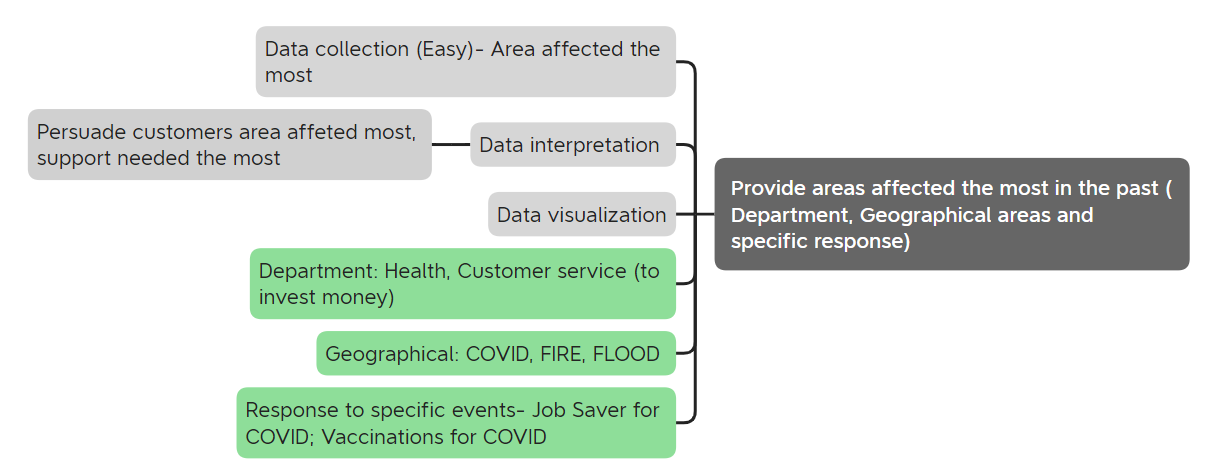 Data collection (Easy)- Area affected the
most
Persuade customers area affeted most,
support needed the most
Data interpretation
Data visualization
Provide areas affected the most in the past (
Department, Geographical areas and
specific response)
Department: Health, Customer service (to
invest money)
Geographical: COVID, FIRE, FLOOD
Response to specific events- Job Saver for
COVID; Vaccinations for COVID